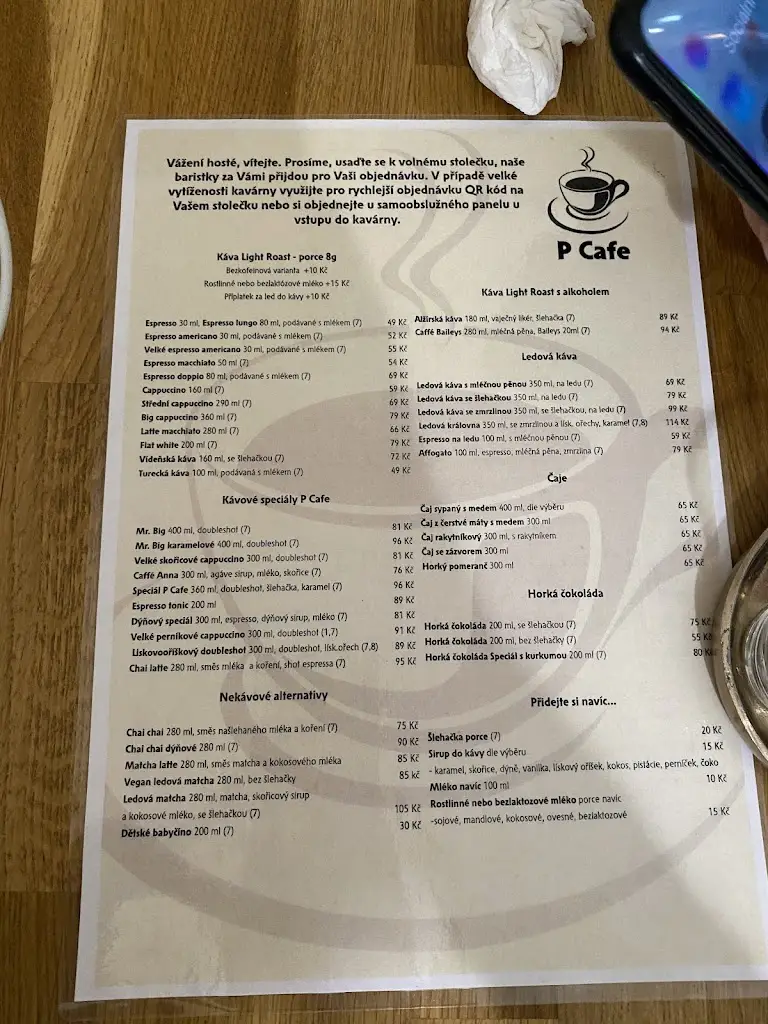 Vážení hosté, vítejte. Prosíme, usaďte se k volnému stolečku, naše
baristky za Vámi přijdou pro Vaši objednávku. V případě velké
vytíženosti kavárny využijte pro rychlejší objednávku QR kód na
Vašem stolečku nebo si objednejte u samoobslužného panelu u
vstupu do kavárny.
P Cafe
Káva Light Roast - porce 8g
Bezkofeinová varianta +10 Kč
Rostlinné nebo bezlaktózové mléko +15 Kč
Příplatek za led do kávy +10 Kč
Espresso 30 ml, Espresso lungo 80 ml, podávané s mlékem (7) 49 Kč
Espresso americano 30 ml, podávané s mlékem (7) 52 Kč
Velké espresso americano 30 ml, podávané s mlékem (7) 55 Kč
Espresso macchiato 50 ml (7) 54 Kč
Espresso doppio 80 ml, podávané s mlékem (7) 69 Kč
Cappuccino 160 ml (7) 59 Kč
Střední cappuccino 290 ml (7) 69 Kč
Big cappuccino 360 ml (7) 79 Kč
Latte macchiato 280 ml (7) 66 Kč
Flat white 200 ml (7) 79 Kč
Vídeňská káva 160 ml, se šlehačkou (7) 72 Kč
Turecká káva 100 ml, podávaná s mlékem (7) 49 Kč
Kávové speciály P Cafe
Mr. Big 400 ml, doubleshot (7) 81 Kč
Mr. Big karamelové 400 ml, doubleshot (7) 96 Kč
Velké skořicové cappuccino 300 ml, doubleshot (7) 81 Kč
Caffé Anna 300 ml, agáve sirup, mléko, skořice (7) 76 Kč
Speciál P Cafe 360 ml, doubleshot, šlehačka, karamel (7) 96 Kč
Espresso tonic 200 ml 89 Kč
Dýňový speciál 300 ml, espresso, dýňový sirup, mléko (7) 81 Kč
Velké perníkové cappuccino 300 ml, doubleshot (1,7) 91 Kč
Lískovooříškový doubleshot 300 ml, doubleshot, lísk.ořech (7,8) 89 Kč
Chai latte 280 ml, směs mléka a koření, shot espressa (7) 95 Kč
Nekávové alternativy
Chai chai 280 ml, směs našlehaného mléka a koření (7) 75 Kč
Chai chai dýňové 280 ml (7) 90 Kč
Matcha latte 280 ml, směs matcha a kokosového mléka 85 Kč
Vegan ledová matcha 280 ml, bez šlehačky 85 kč
Ledová matcha 280 ml, matcha, skořicový sirup
a kokosové mléko, se šlehačkou (7) 105 Kč
Dětské babyčino 200 ml (7) 30 Kč
Káva Light Roast s alkoholem
Alžírská káva 180 ml, vaječný likér, šlehačka (7) 89 Kč
Caffé Baileys 280 ml, mléčná pěna, Baileys 20ml (7) 94 Kč
Ledová káva
Ledová káva s mléčnou pěnou 350 ml, na ledu (7) 69 Kč
Ledová káva se šlehačkou 350 ml, na ledu (7) 79 Kč
Ledová káva se zmrzlinou 350 ml, se šlehačkou, na ledu (7) 99 Kč
Ledová královna 350 ml, se zmrzlinou a lísk. ořechy, karamel (7,8) 114 Kč
Espresso na ledu 100 ml, s mléčnou pěnou (7) 59 Kč
Affogato 100 ml, espresso, mléčná pěna, zmrzlina (7) 79 Kč
Čaje
Čaj sypaný s medem 400 ml, dle výběru 65 Kč
Čaj z čerstvé máty s medem 300 ml 65 Kč
Čaj rakytníkový 300 ml, s rakytníkem 65 Kč
Čaj se zázvorem 300 ml 65 Kč
Horký pomeranč 300 ml 65 Kč
Horká čokoláda
Horká čokoláda 200 ml, se šlehačkou (7) 75 Kč
Horká čokoláda 200 ml, bez šlehačky (7) 55 Kč
Horká čokoláda Speciál s kurkumou 200 ml (7) 80 Kč
Přidejte si navíc...
Šlehačka porce (7) 20 Kč
Sirup do kávy dle výběru 15 Kč
- karamel, skořice, dýně, vanilka, lískový oříšek, kokos, pistácie, perníček, čoko
Mléko navíc 100 ml 10 Kč
Rostlinné nebo bezlaktozové mléko porce navíc
-sojové, mandlové, kokosové, ovesné, bezlaktozové 15 Kč